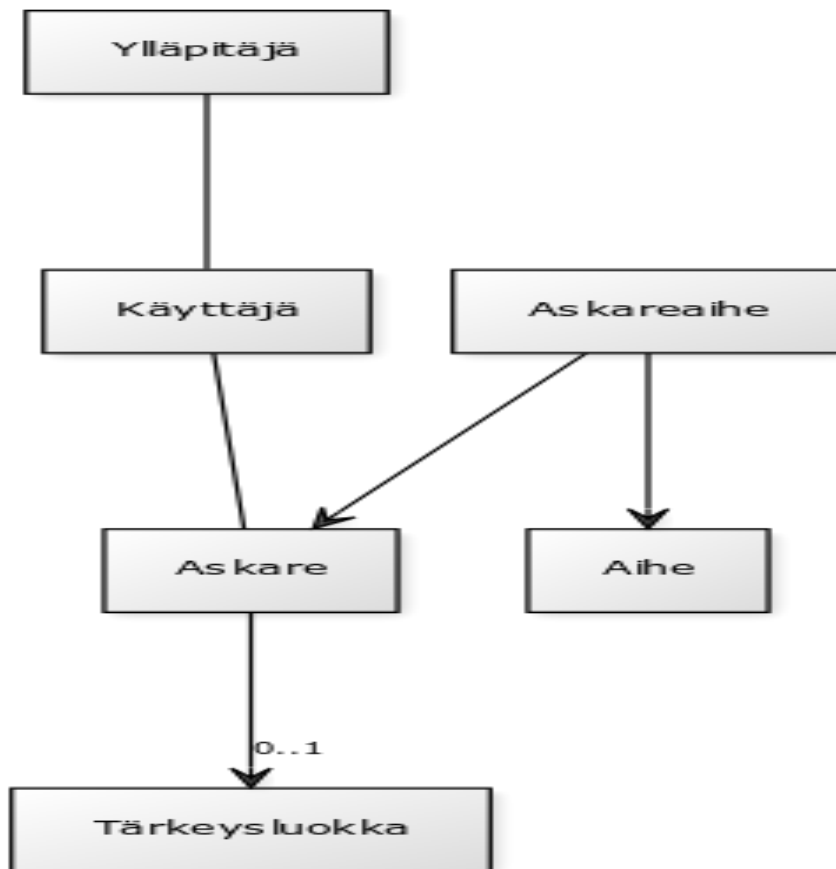 Ylläpitäjä
Käyttäjä
Askareaihe
Askare
Aihe
0..1
Tärkeysluokka